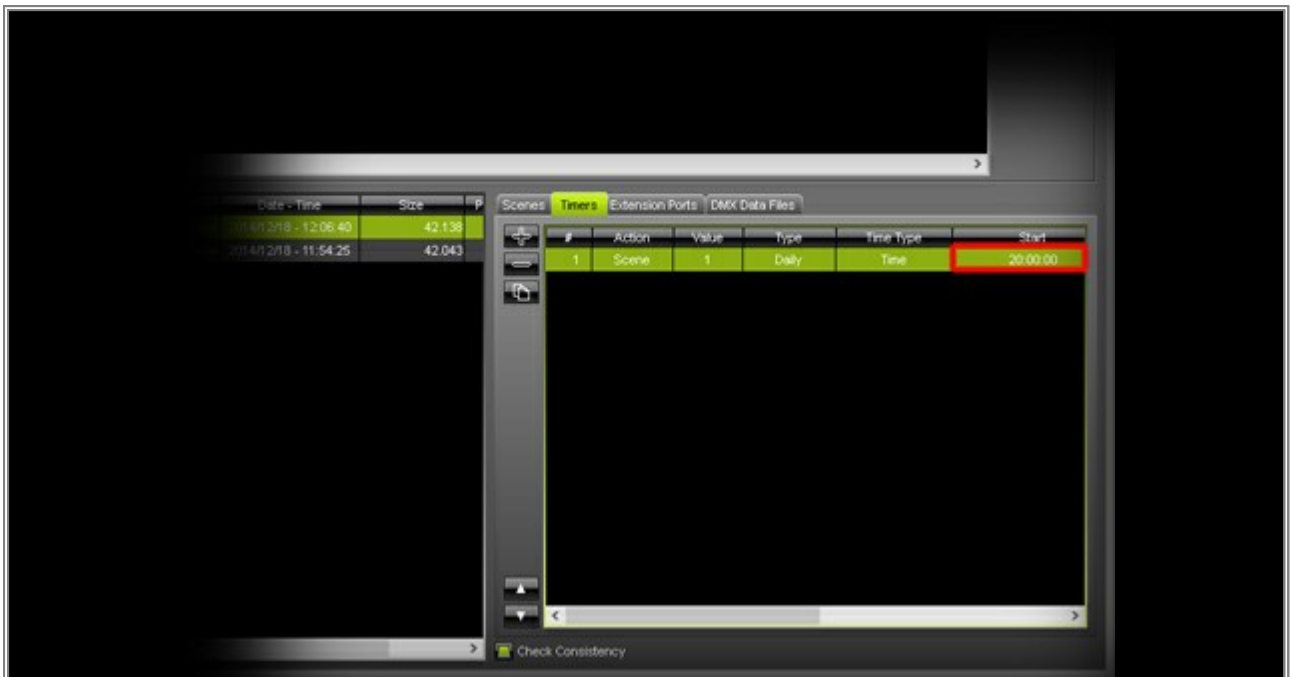 Date - Time Size P
2014/12/18 - 12:06:40 42.138
2014/12/18 - 11:54:25 42.043
Scenes Timers Extension Ports DMX Data Files
# Action Value Type Time Type Start
1 Scene 1 Daily Time 20:00:00
Check Consistency